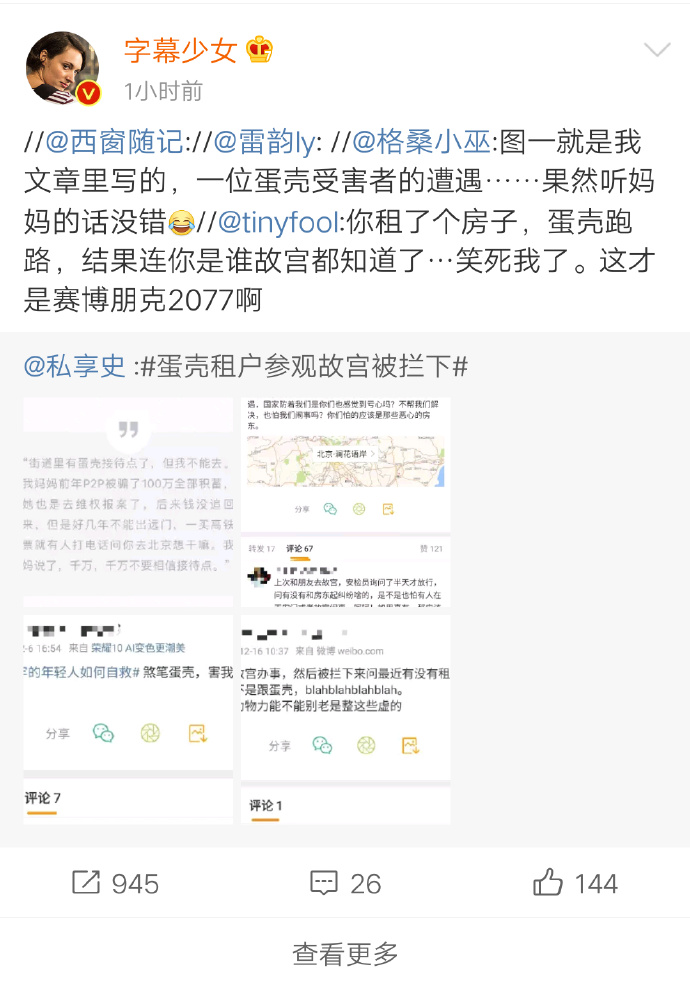 字幕少女
1小时前
//@西窗随记://@雷韵ly: //@格桑小巫:图一就是我
文章里写的，一位蛋壳受害者的遭遇……果然听妈
妈的话没错😂//@tinyfool:你租了个房子，蛋壳跑
路，结果连你是谁故宫都知道了…笑死我了。这才
是赛博朋克2077啊
@私享史 :#蛋壳租户参观故宫被拦下#
“街道里有蛋壳接待点了，但我不能去。
我妈妈前年P2P被骗了100万全部积蓄，
她也是去维权报案了，后来钱没追回
来，但是好几年不能出远门，一买高铁
票就有人打电话问你去北京想干嘛。我
妈说了，千万，千万不要相信接待点。”
遇，国家防着我们是你们也感觉到亏心吗？不帮我们解
决，也怕我们闹事吗？你们怕的应该是那些恶心的房
东。
北京·澜花语岸
分享
转发 17 评论 67 赞 121
上次和朋友去故宫，安检员询问了半天才放行，
问有没有和房东起纠纷啥的，是不是也怕有人在
2-6 16:54 来自 荣耀10 AI变色更潮美
的年轻人如何自救# 煞笔蛋壳，害我
分享
评论 7
12-16 10:37 来自 微博 weibo.com
故宫办事，然后被拦下来问最近有没有租
不是跟蛋壳，blahblahblahblah。
物力能不能别老是整这些虚的
分享
评论 1
945 26 144
查看更多